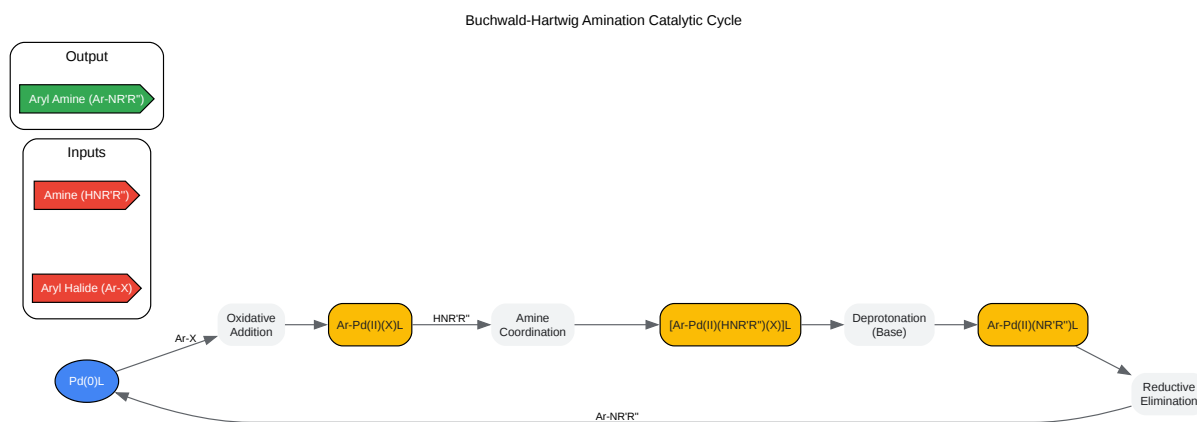 Buchwald-Hartwig Amination Catalytic Cycle
Output
Aryl Amine (Ar-NR'R")
Inputs
Amine (HNR'R")
Aryl Halide (Ar-X)
Pd(0)L
Ar-X
Oxidative
Addition
Ar-Pd(II)(X)L
HNR'R"
Amine
Coordination
[Ar-Pd(II)(HNR'R")(X)]L
Deprotonation
(Base)
Ar-Pd(II)(NR'R")L
Reductive
Elimination
Ar-NR'R"